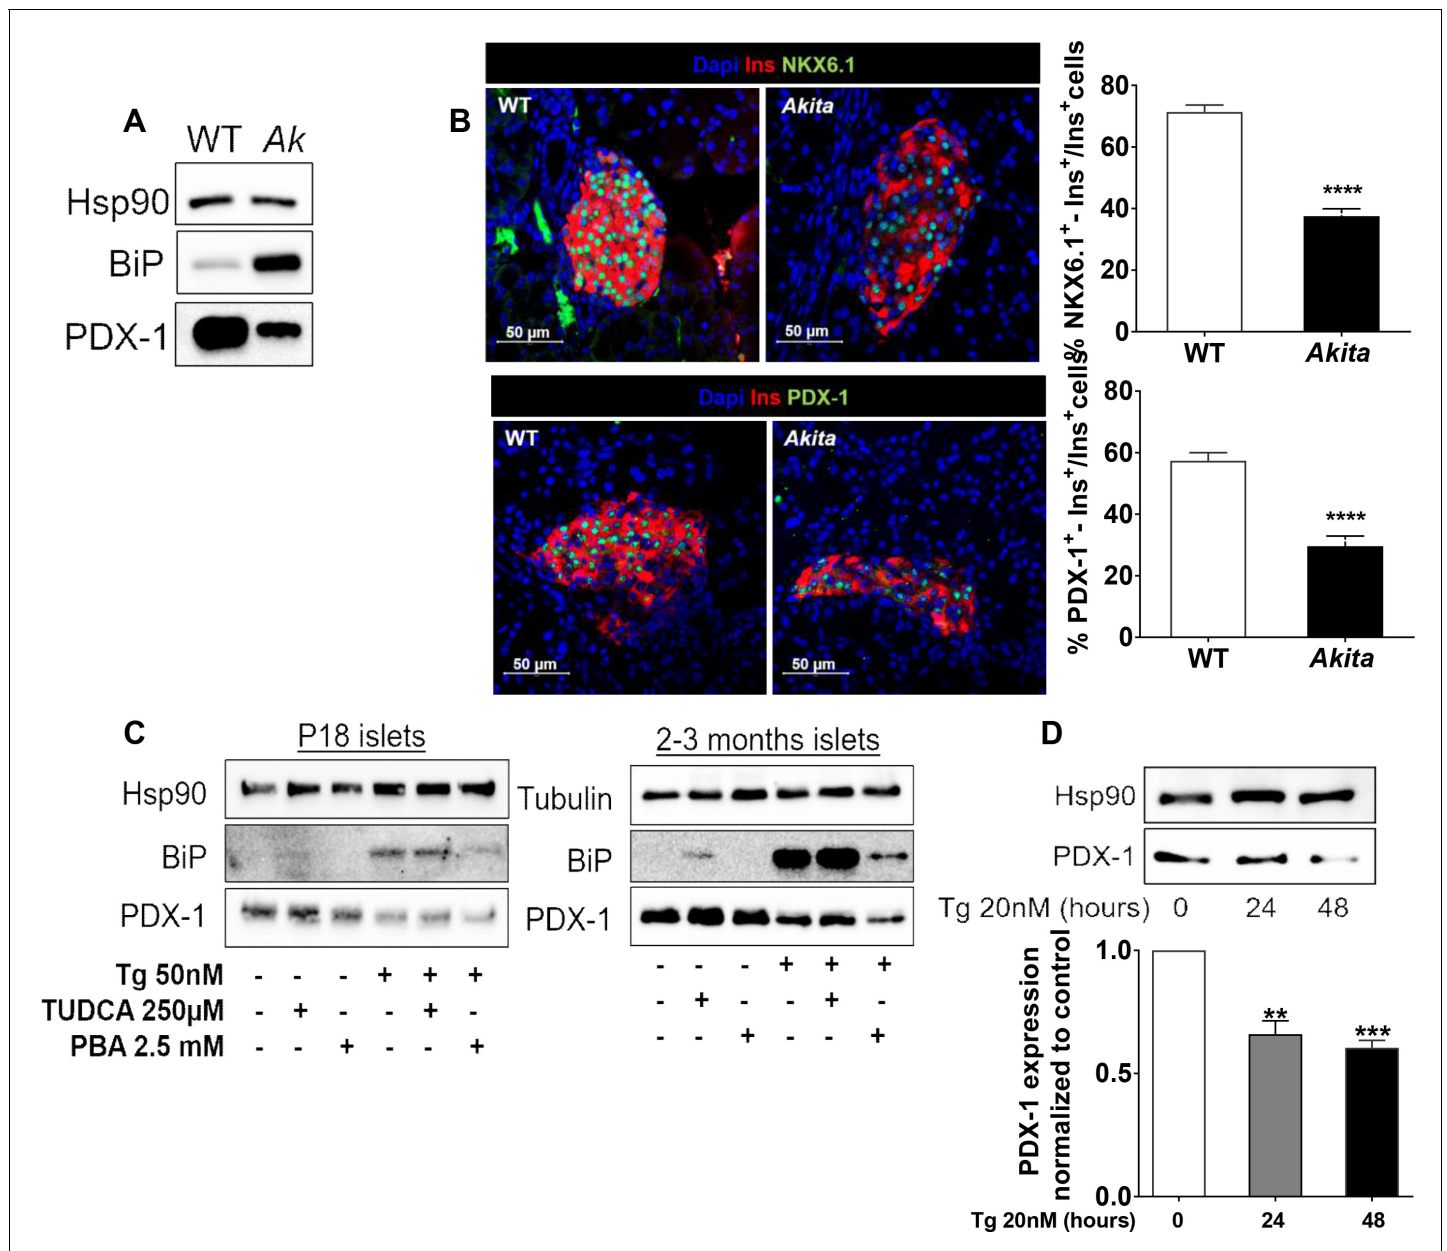 A
WT Ak
Hsp90
BiP
PDX-1
B
Dapi Ins NKX6.1
WT
Akita
50 µm
50 µm
% NKX6.1+- Ins+/Ins+cells
80
60
40
20
0
****
WT
Akita
Dapi Ins PDX-1
WT
Akita
50 µm
50 µm
% PDX-1+- Ins+/Ins+cells
80
60
40
20
0
****
WT
Akita
C
P18 islets
Hsp90
BiP
PDX-1
Tg 50nM - - - + + +
TUDCA 250µM - + - - + -
PBA 2.5 mM - - + - - +
2-3 months islets
Tubulin
BiP
PDX-1
- - - + + +
- + - - + -
- - + - - +
D
Hsp90
PDX-1
Tg 20nM (hours) 0 24 48
PDX-1 expression
normalized to control
1.0
0.5
0.0
**
***
Tg 20nM (hours) 0 24 48